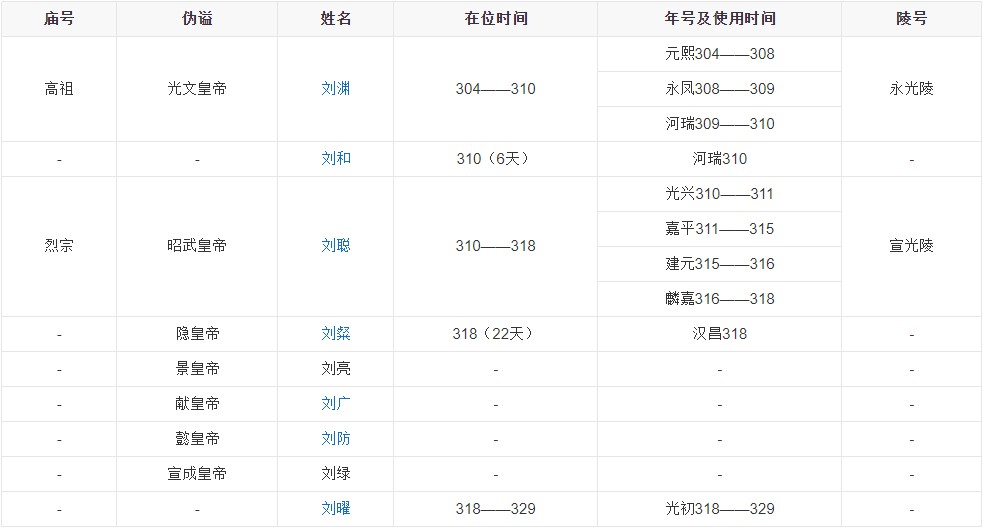 庙号 伪谥 姓名 在位时间 年号及使用时间 陵号
高祖 光文皇帝 刘渊 304——310 元熙304——308 永光陵
永凤308——309
河瑞309——310
- - 刘和 310（6天） 河瑞310 -
烈宗 昭武皇帝 刘聪 310——318 光兴310——311 宣光陵
嘉平311——315
建元315——316
麟嘉316——318
- 隐皇帝 刘粲 318（22天） 汉昌318 -
- 景皇帝 刘亮 - - -
- 献皇帝 刘广 - - -
- 懿皇帝 刘防 - - -
- 宣成皇帝 刘绿 - - -
- - 刘曜 318——329 光初318——329 -